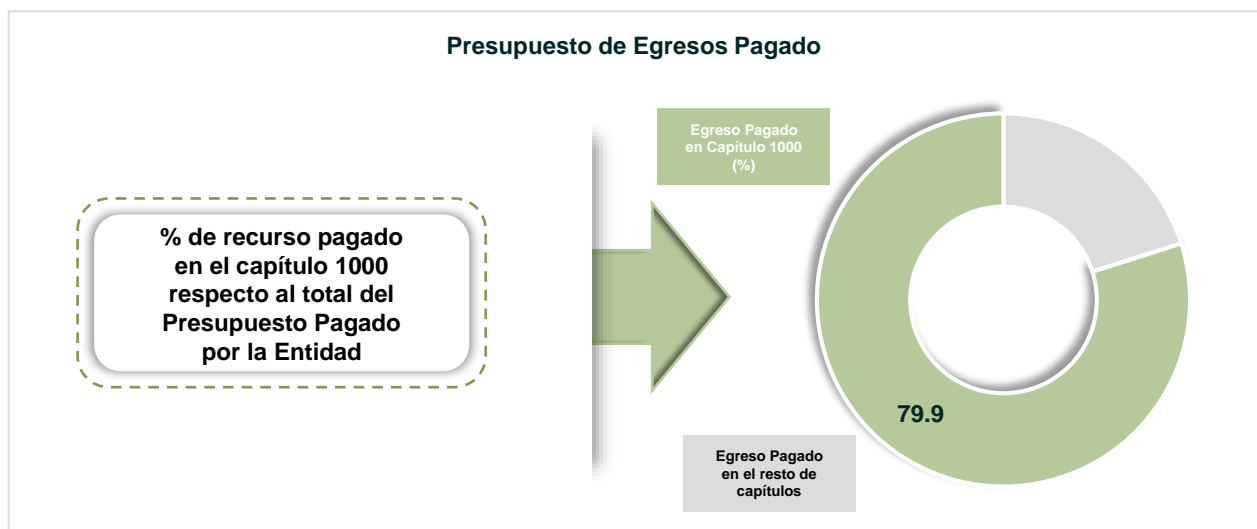 Presupuesto de Egresos Pagado
Egreso Pagado
en Capítulo 1000
(%)
% de recurso pagado
en el capítulo 1000
respecto al total del
Presupuesto Pagado
por la Entidad
79.9
Egreso Pagado
en el resto de
capítulos